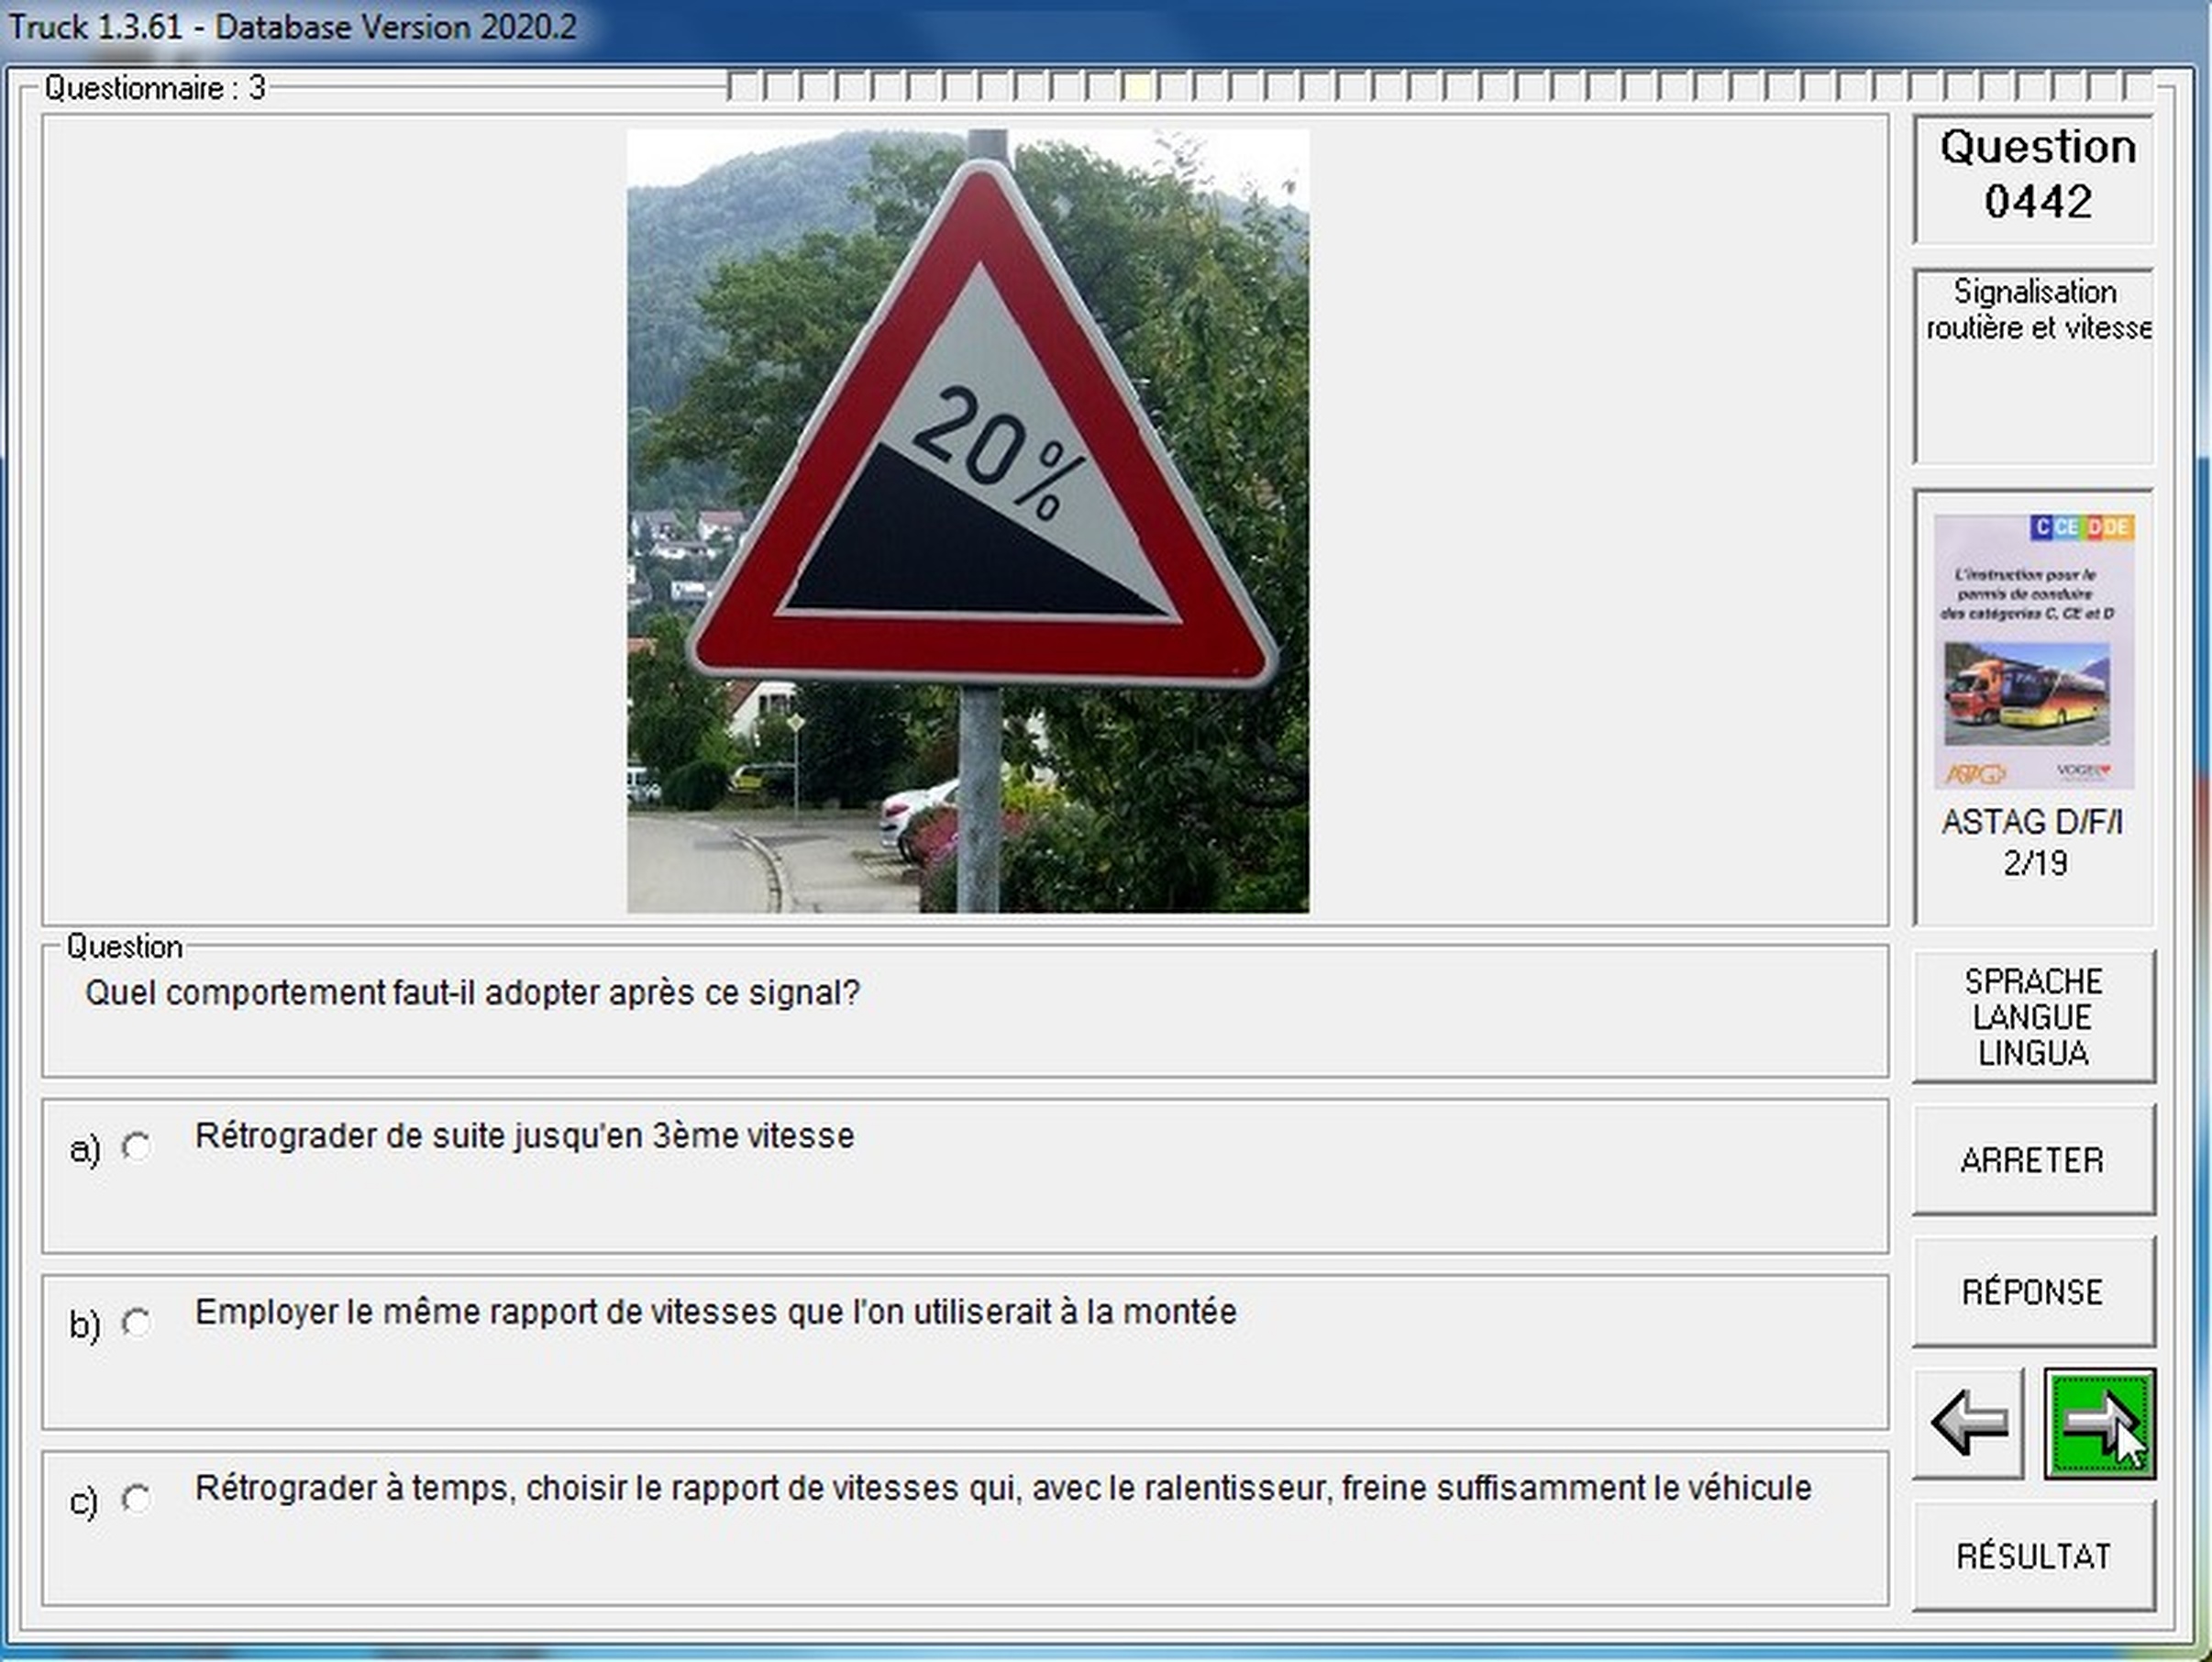 Truck 1.3.61 - Database Version 2020.2
Questionnaire : 3
20%
Question
0442
Signalisation
routière et vitesse
C CE D DE
L'instruction pour le
permis de conduire
des catégories C, CE et D
ASTAG
VOGEL
ASTAG D/F/I
2/19
Question
Quel comportement faut-il adopter après ce signal?
a) Rétrograder de suite jusqu'en 3ème vitesse
b) Employer le même rapport de vitesses que l'on utiliserait à la montée
c) Rétrograder à temps, choisir le rapport de vitesses qui, avec le ralentisseur, freine suffisamment le véhicule
SPRACHE
LANGUE
LINGUA
ARRETER
RÉPONSE
RÉSULTAT